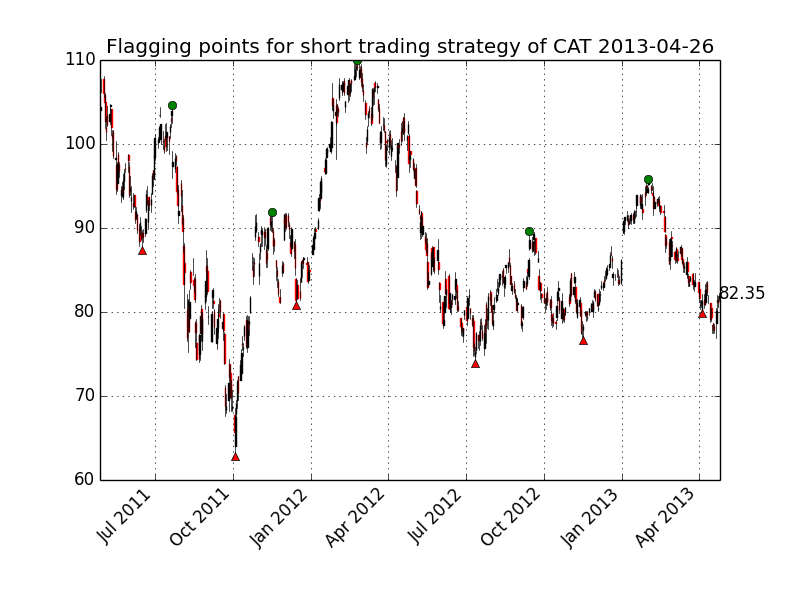 Flagging points for short trading strategy of CAT 2013-04-26
110
100
90
80
70
60
82.35
Jul 2011
Oct 2011
Jan 2012
Apr 2012
Jul 2012
Oct 2012
Jan 2013
Apr 2013